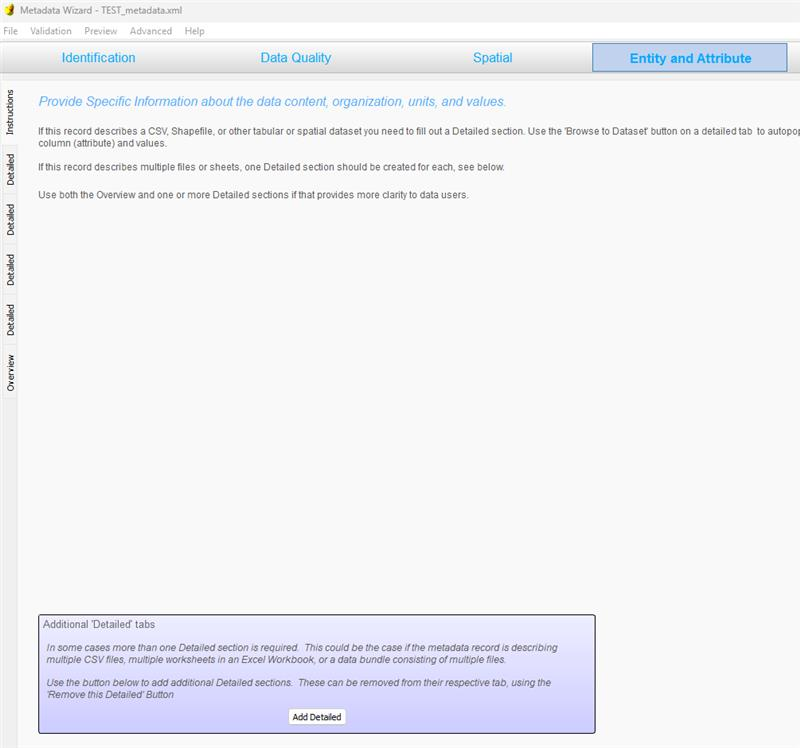 Metadata Wizard - TEST_metadata.xml
File Validation Preview Advanced Help
Identification Data Quality Spatial Entity and Attribute
Instructions
Detailed
Detailed
Detailed
Detailed
Overview
Provide Specific Information about the data content, organization, units, and values.
If this record describes a CSV, Shapefile, or other tabular or spatial dataset you need to fill out a Detailed section. Use the 'Browse to Dataset' button on a detailed tab to autopop
column (attribute) and values.
If this record describes multiple files or sheets, one Detailed section should be created for each, see below.
Use both the Overview and one or more Detailed sections if that provides more clarity to data users.
Additional 'Detailed' tabs
In some cases more than one Detailed section is required. This could be the case if the metadata record is describing
multiple CSV files, multiple worksheets in an Excel Workbook, or a data bundle consisting of multiple files.
Use the button below to add additional Detailed sections. These can be removed from their respective tab, using the
'Remove this Detailed' Button
Add Detailed